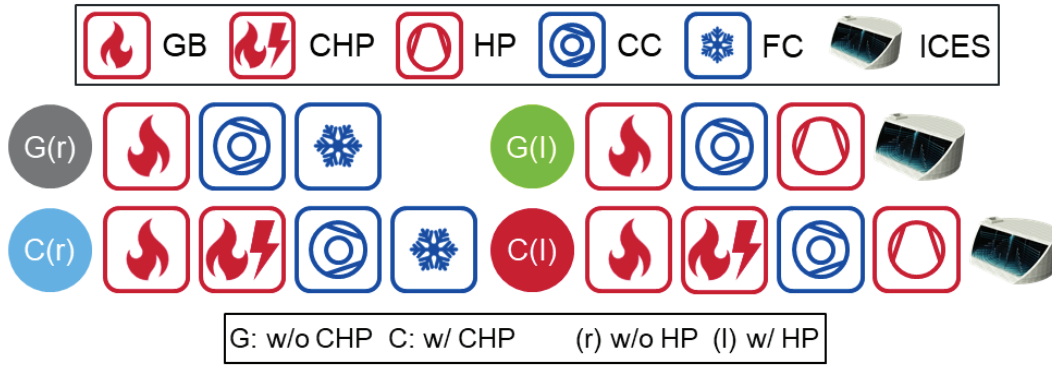 GB CHP HP CC FC ICES
G(r) G(l)
C(r) C(l)
G: w/o CHP C: w/ CHP (r) w/o HP (l) w/ HP